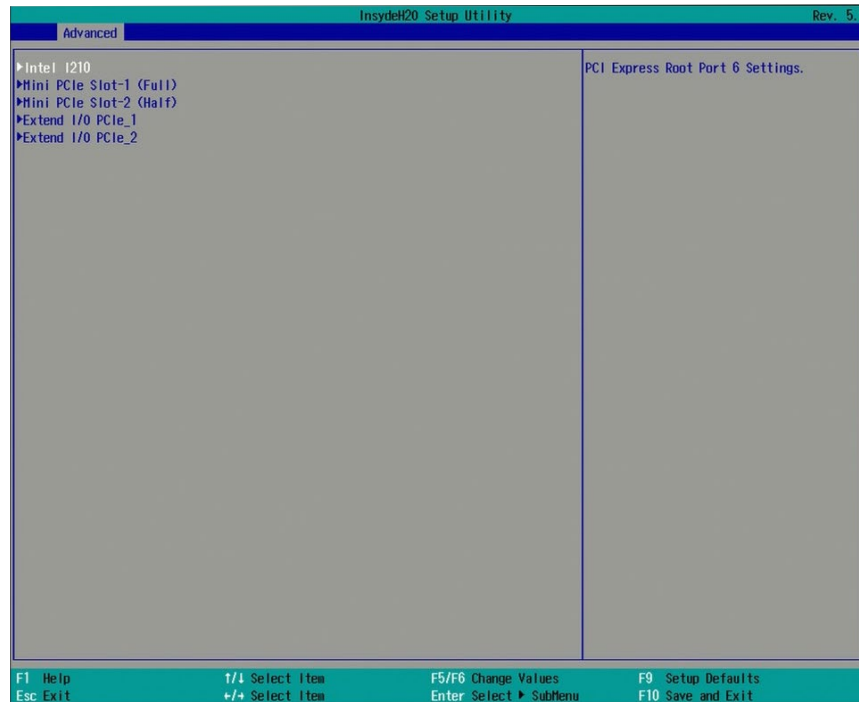 InsydeH20 Setup Utility Rev. 5.
Advanced
▶Intel I210
▶Mini PCIe Slot-1 (Full)
▶Mini PCIe Slot-2 (Half)
▶Extend I/O PCIe_1
▶Extend I/O PCIe_2
PCI Express Root Port 6 Settings.
F1 Help ↑/↓ Select Item F5/F6 Change Values F9 Setup Defaults
Esc Exit ←/→ Select Item Enter Select ▶ SubMenu F10 Save and Exit